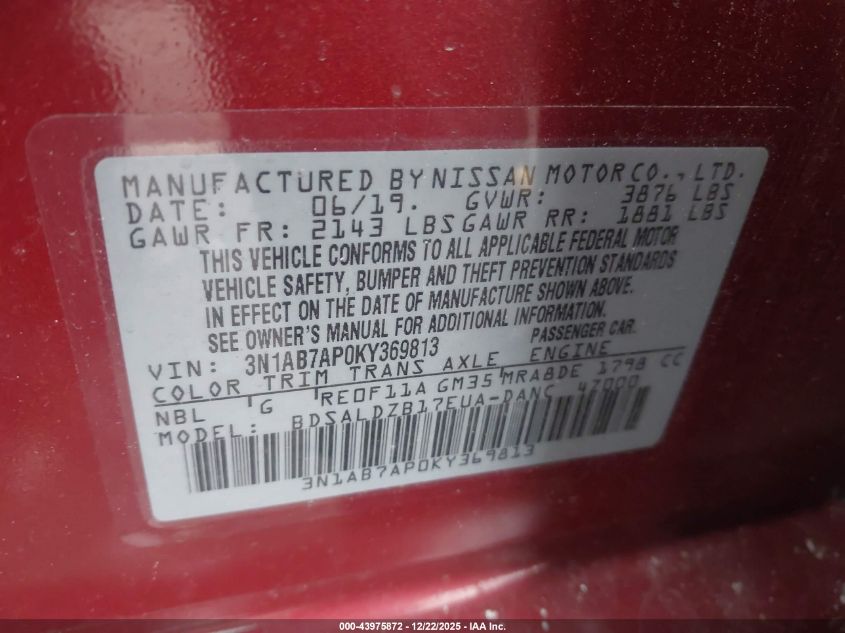 MANUFACTURED BY NISSAN MOTOR CO., LTD.
DATE: 06/19. GVWR: 3876 LBS
GAWR FR: 2143 LBS GAWR RR: 1881 LBS
THIS VEHICLE CONFORMS TO ALL APPLICABLE FEDERAL MOTOR
VEHICLE SAFETY, BUMPER AND THEFT PREVENTION STANDARDS
IN EFFECT ON THE DATE OF MANUFACTURE SHOWN ABOVE.
SEE OWNER'S MANUAL FOR ADDITIONAL INFORMATION.
VIN: 3N1AB7AP0KY369813 PASSENGER CAR.
COLOR TRIM TRANS AXLE ENGINE
NBL G RE0F11A GM35 MRA8DE 1798 CC
MODEL: BDSALDZB17EUA-DANC 47000
3N1AB7AP0KY369813
000-43975872 - 12/22/2025 - IAA Inc.